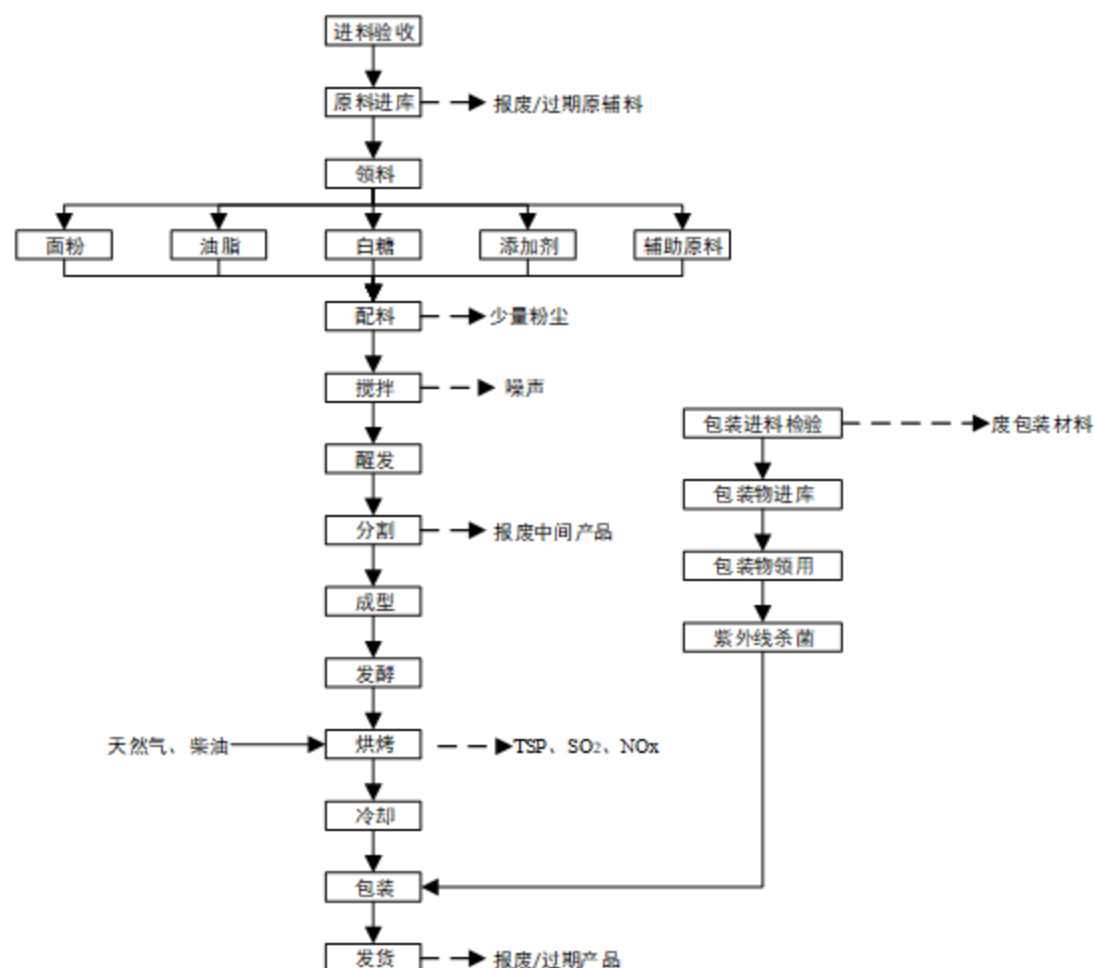 进料验收
原料进库 报废/过期原辅料
领料
面粉 油脂 白糖 添加剂 辅助原料
配料 少量粉尘
搅拌 噪声
包装进料检验 废包装材料
醒发
包装物进库
分割 报废中间产品
包装物领用
成型
紫外线杀菌
发酵
天然气、柴油 烘烤 TSP、SO2、NOx
冷却
包装
发货 报废/过期产品